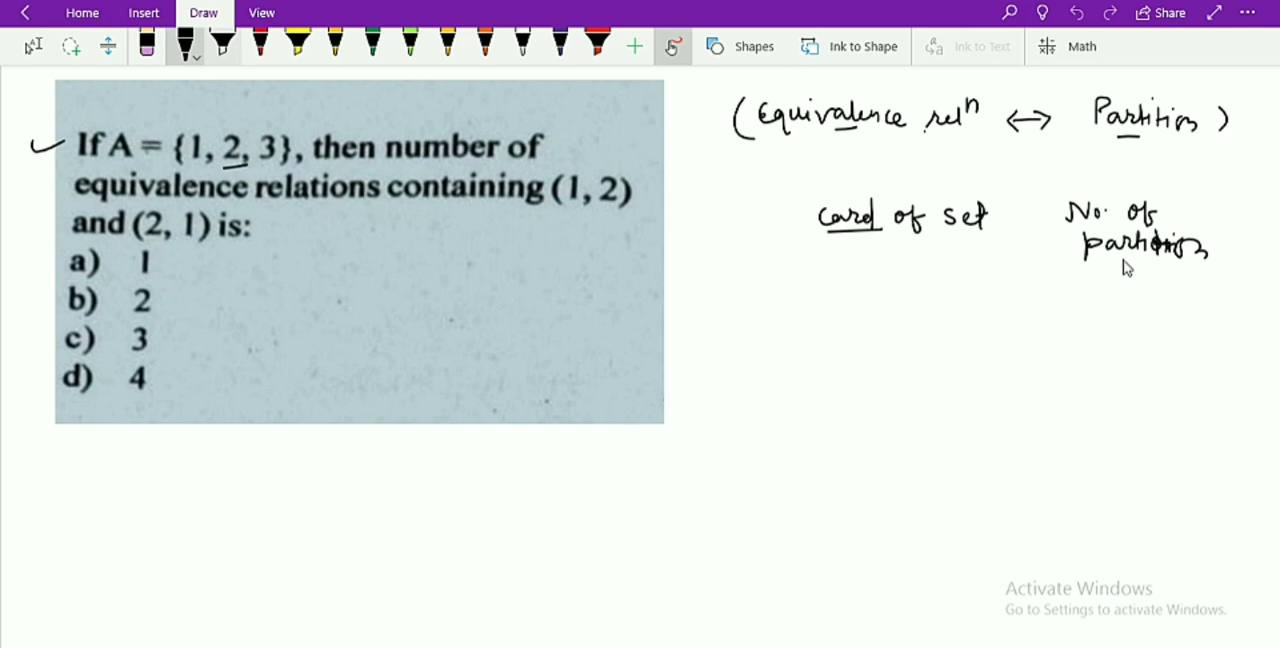 Home Insert Draw View Share
Shapes Ink to Shape Ink to Text Math
If A = {1, 2, 3}, then number of
equivalence relations containing (1, 2)
and (2, 1) is:
a) 1
b) 2
c) 3
d) 4
(Equivalence relⁿ ↔ Partition)
card of set No. of
partition
Activate Windows
Go to Settings to activate Windows.